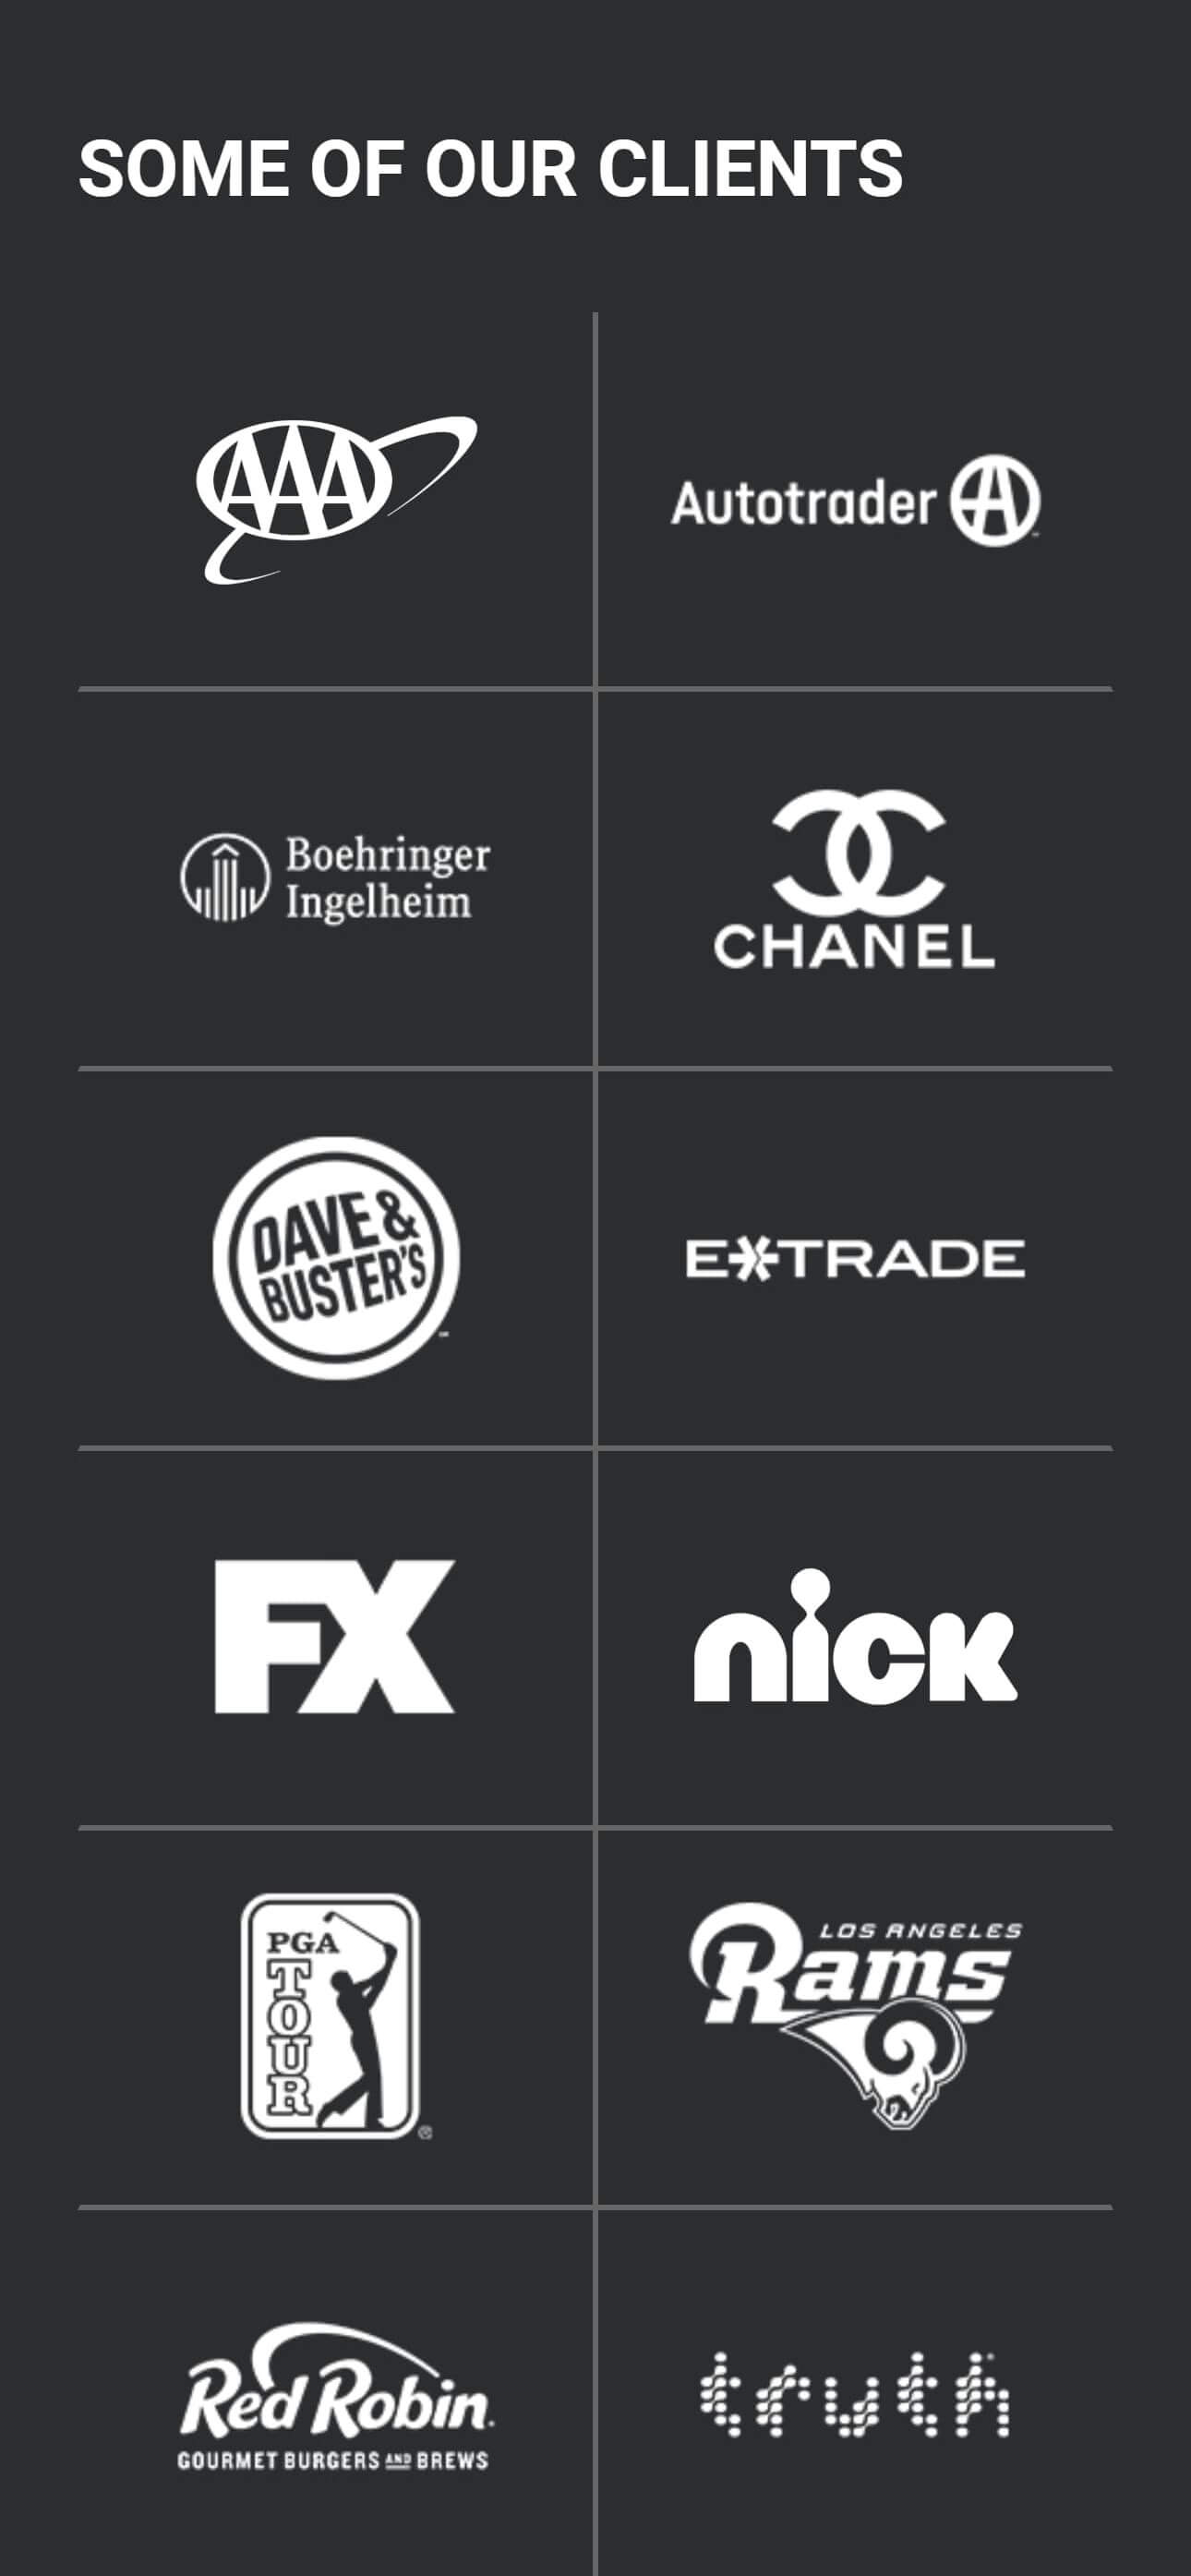 SOME OF OUR CLIENTS
AAA
Autotrader
Boehringer
Ingelheim
CHANEL
DAVE &
BUSTER'S
™
E*TRADE
FX
nick
PGA
TOUR
®
LOS ANGELES
Rams
Red Robin.
GOURMET BURGERS AND BREWS
truth